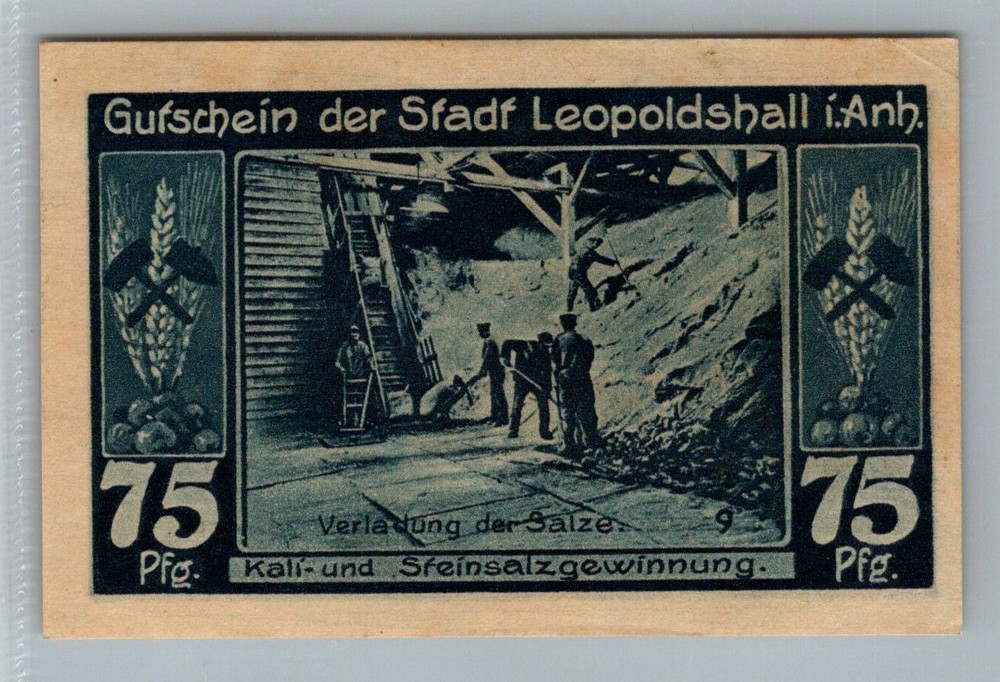 Gutschein der Stadt Leopoldshall i. Anh.
Verladung der Salze. 9
75 Pfg.
75 Pfg.
Kali- und Steinsalzgewinnung.